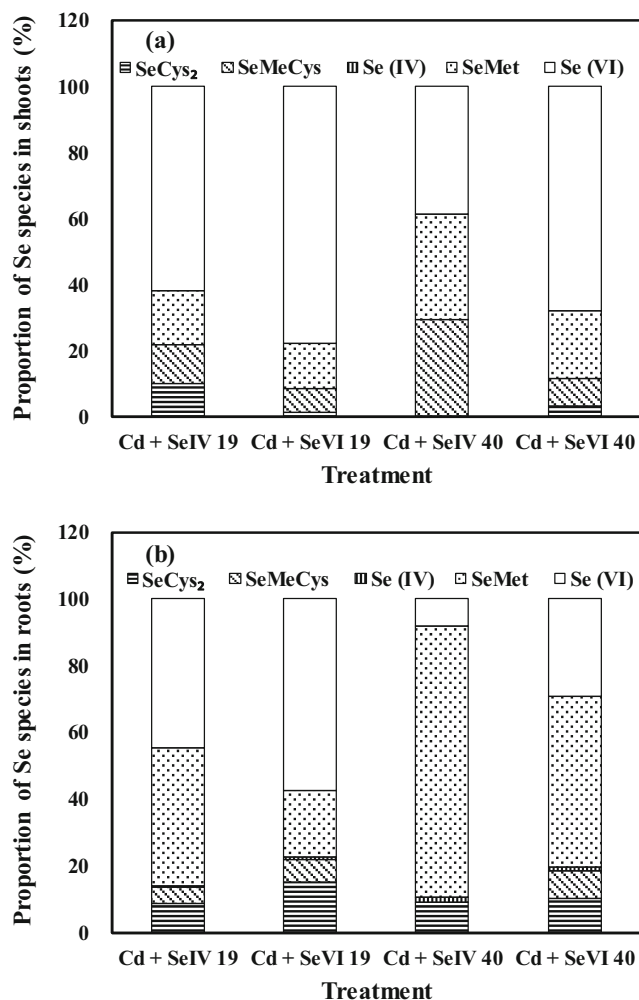 120
(a)
SeCys₂ SeMeCys Se (IV) SeMet Se (VI)
100
80
60
40
20
0
Proportion of Se species in shoots (%)
Cd + SeIV 19 Cd + SeVI 19 Cd + SeIV 40 Cd + SeVI 40
Treatment
120
(b)
SeCys₂ SeMeCys Se (IV) SeMet Se (VI)
100
80
60
40
20
0
Proportion of Se species in roots (%)
Cd + SeIV 19 Cd + SeVI 19 Cd + SeIV 40 Cd + SeVI 40
Treatment